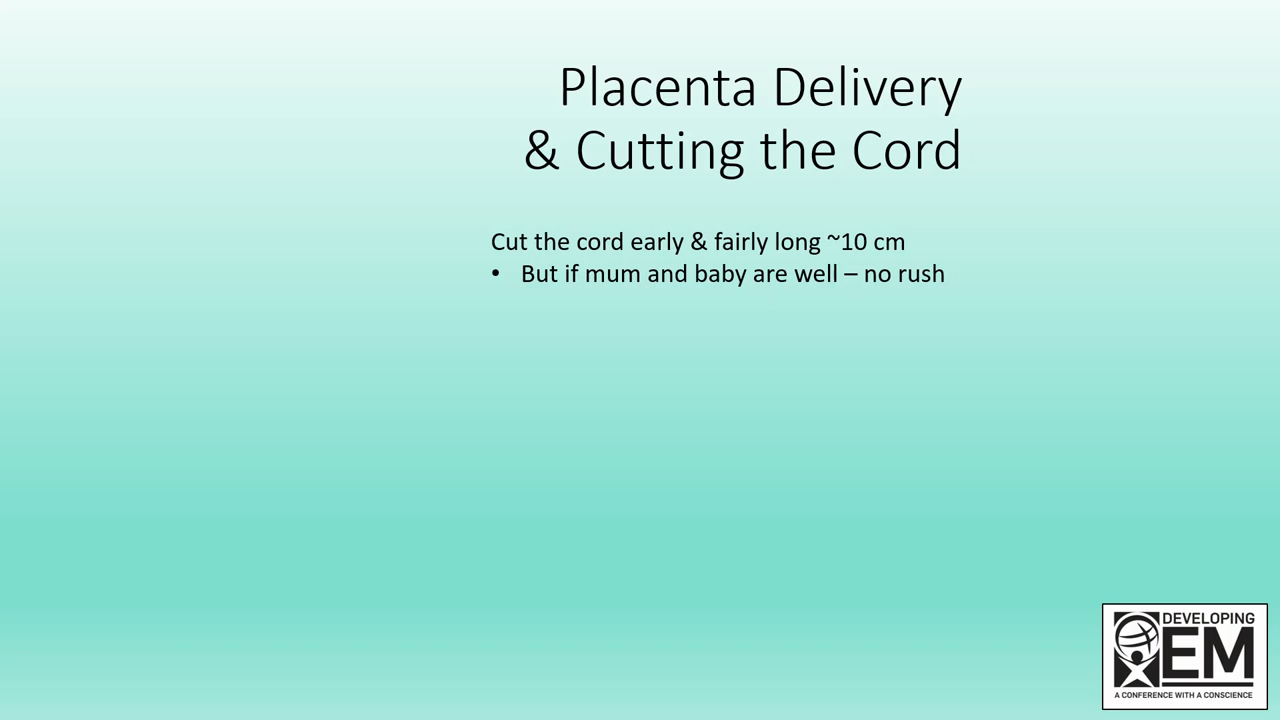 Placenta Delivery
& Cutting the Cord
Cut the cord early & fairly long ~10 cm
• But if mum and baby are well – no rush
DEVELOPING
EM
A CONFERENCE WITH A CONSCIENCE